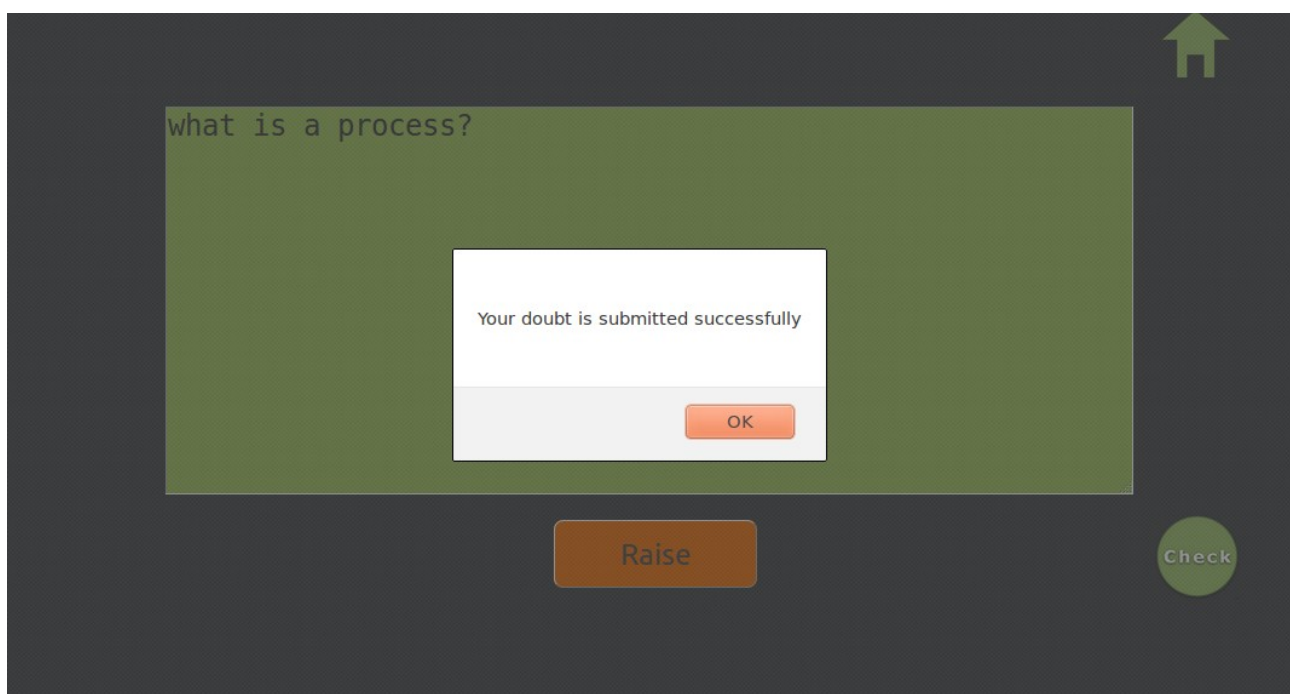 what is a process?
Your doubt is submitted successfully
OK
Raise
Check